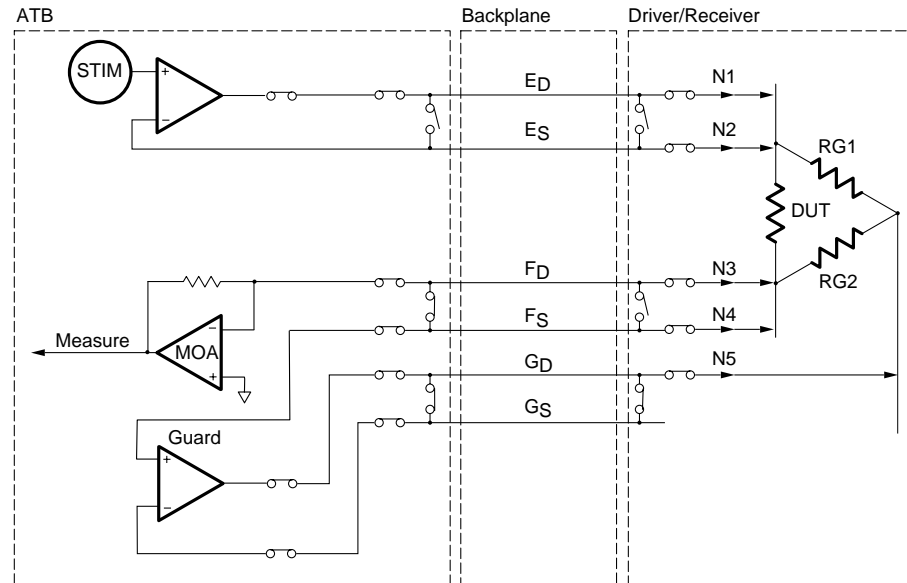 ATB Backplane Driver/Receiver
STIM
+
−
ED
N1
ES
N2
RG1
DUT
FD
N3
RG2
FS
N4
Measure
−
MOA
+
GD
N5
GS
Guard
+
−